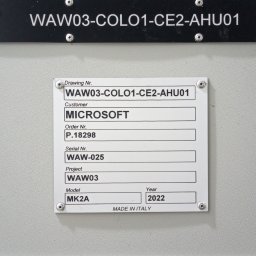 WAW03-COLO1-CE2-AHU01
Drawing Nr.
WAW03-COLO1-CE2-AHU01
Customer
MICROSOFT
Order Nr.
P.18298
Serial Nr.
WAW-025
Project
WAW03
Model Year
MK2A 2022
MADE IN ITALY